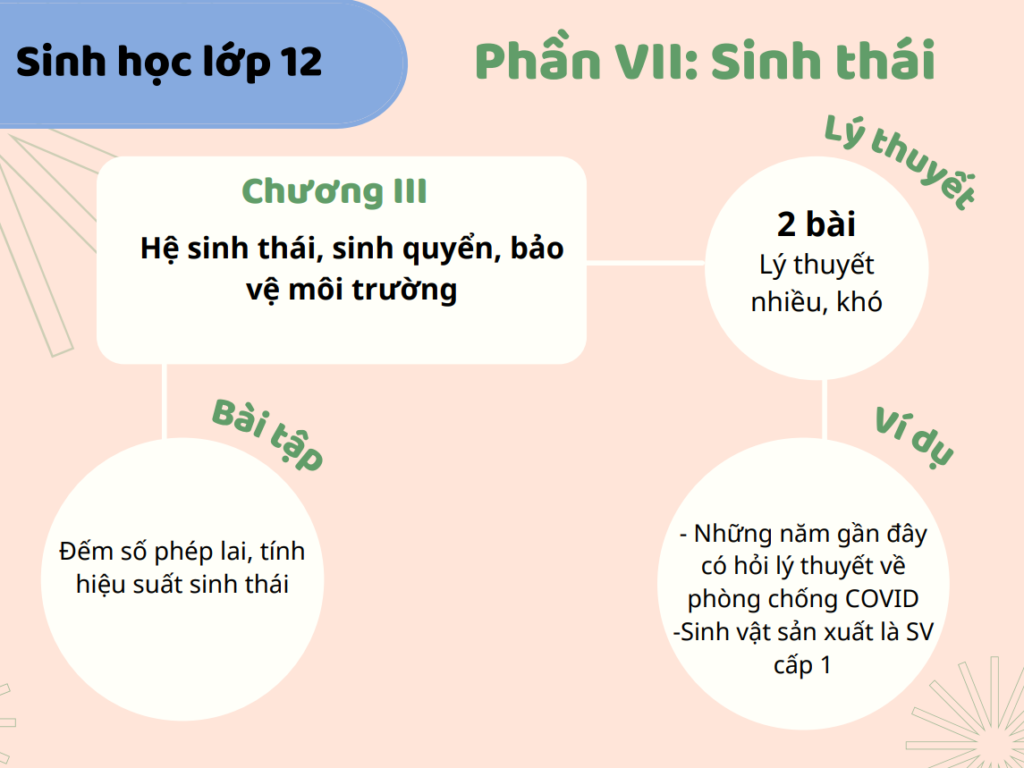 Sinh học lớp 12
Phần VII: Sinh thái
Chương III
Hệ sinh thái, sinh quyển, bảo
vệ môi trường
Lý thuyết
2 bài
Lý thuyết
nhiều, khó
Bài tập
Đếm số phép lai, tính
hiệu suất sinh thái
Ví dụ
- Những năm gần đây
có hỏi lý thuyết về
phòng chống COVID
-Sinh vật sản xuất là SV
cấp 1